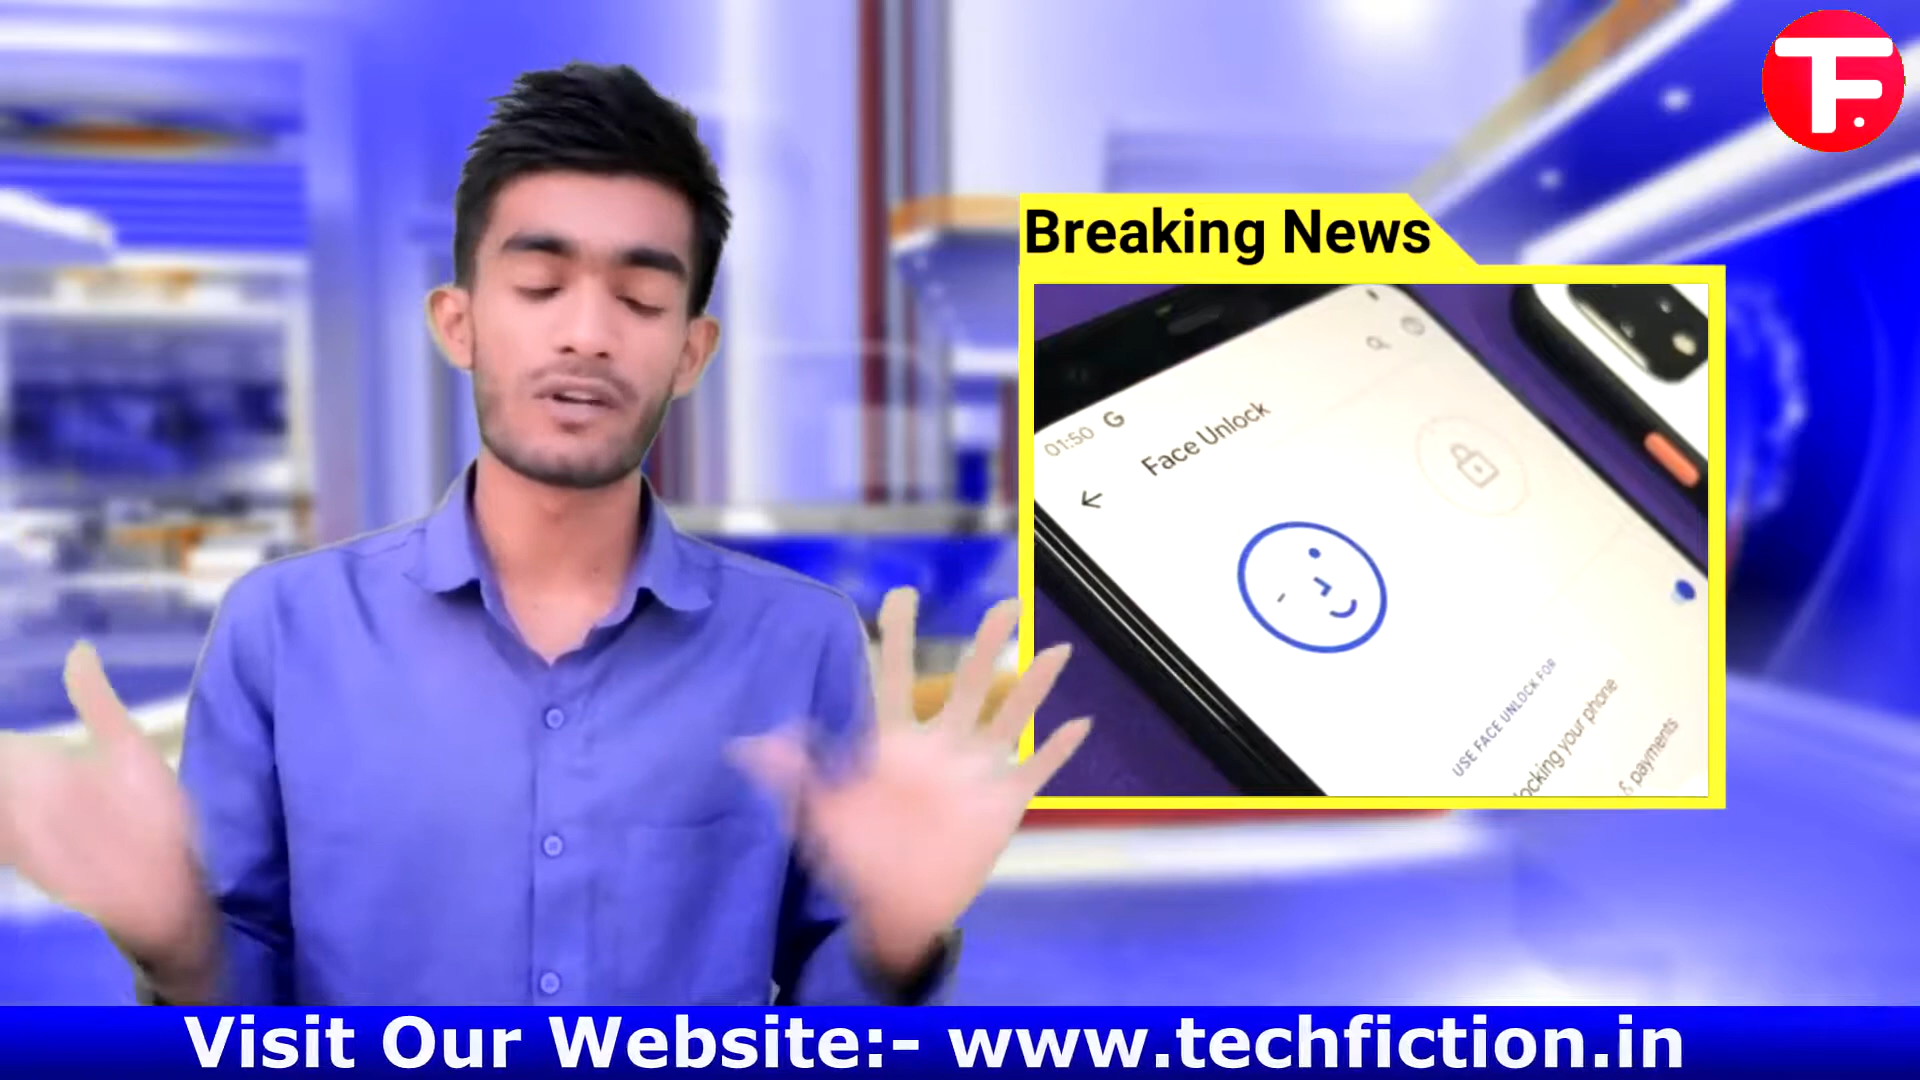 TF.
Breaking News
01:50 G
Face Unlock
USE FACE UNLOCK FOR
ocking your phone
& payments
Visit Our Website:- www.techfiction.in